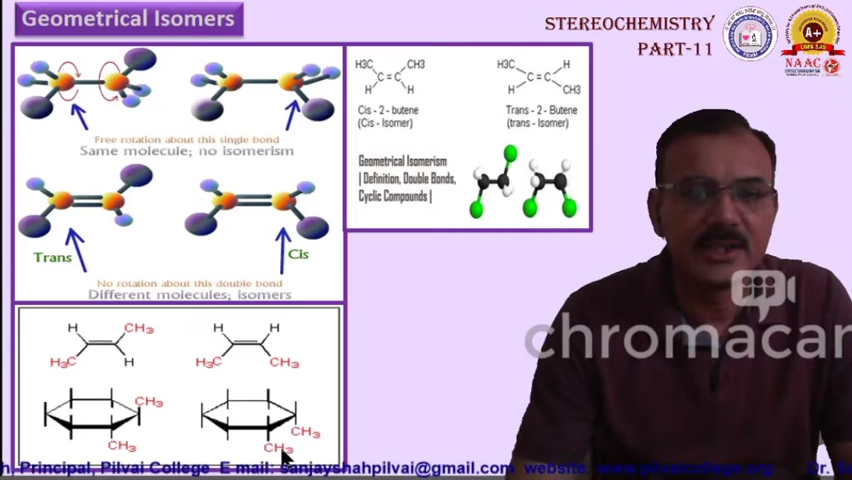 Geometrical Isomers
STEREOCHEMISTRY
PART-11
A+
NAAC
Free rotation about this single bond
Same molecule; no isomerism
Trans
Cis
No rotation about this double bond
Different molecules; isomers
H3C CH3
C=C
H H
Cis - 2 - butene
(Cis - Isomer)
H3C H
C=C
H CH3
Trans - 2 - Butene
(trans - Isomer)
Geometrical Isomerism
| Definition, Double Bonds,
Cyclic Compounds |
H CH3
H3C H
H H
H3C CH3
CH3
CH3
CH3
CH3
chromacam
h. Principal, Pilvai College E mail: sanjayshahpilvai@gmail.com website: www.pilvaicollege.org Dr. S